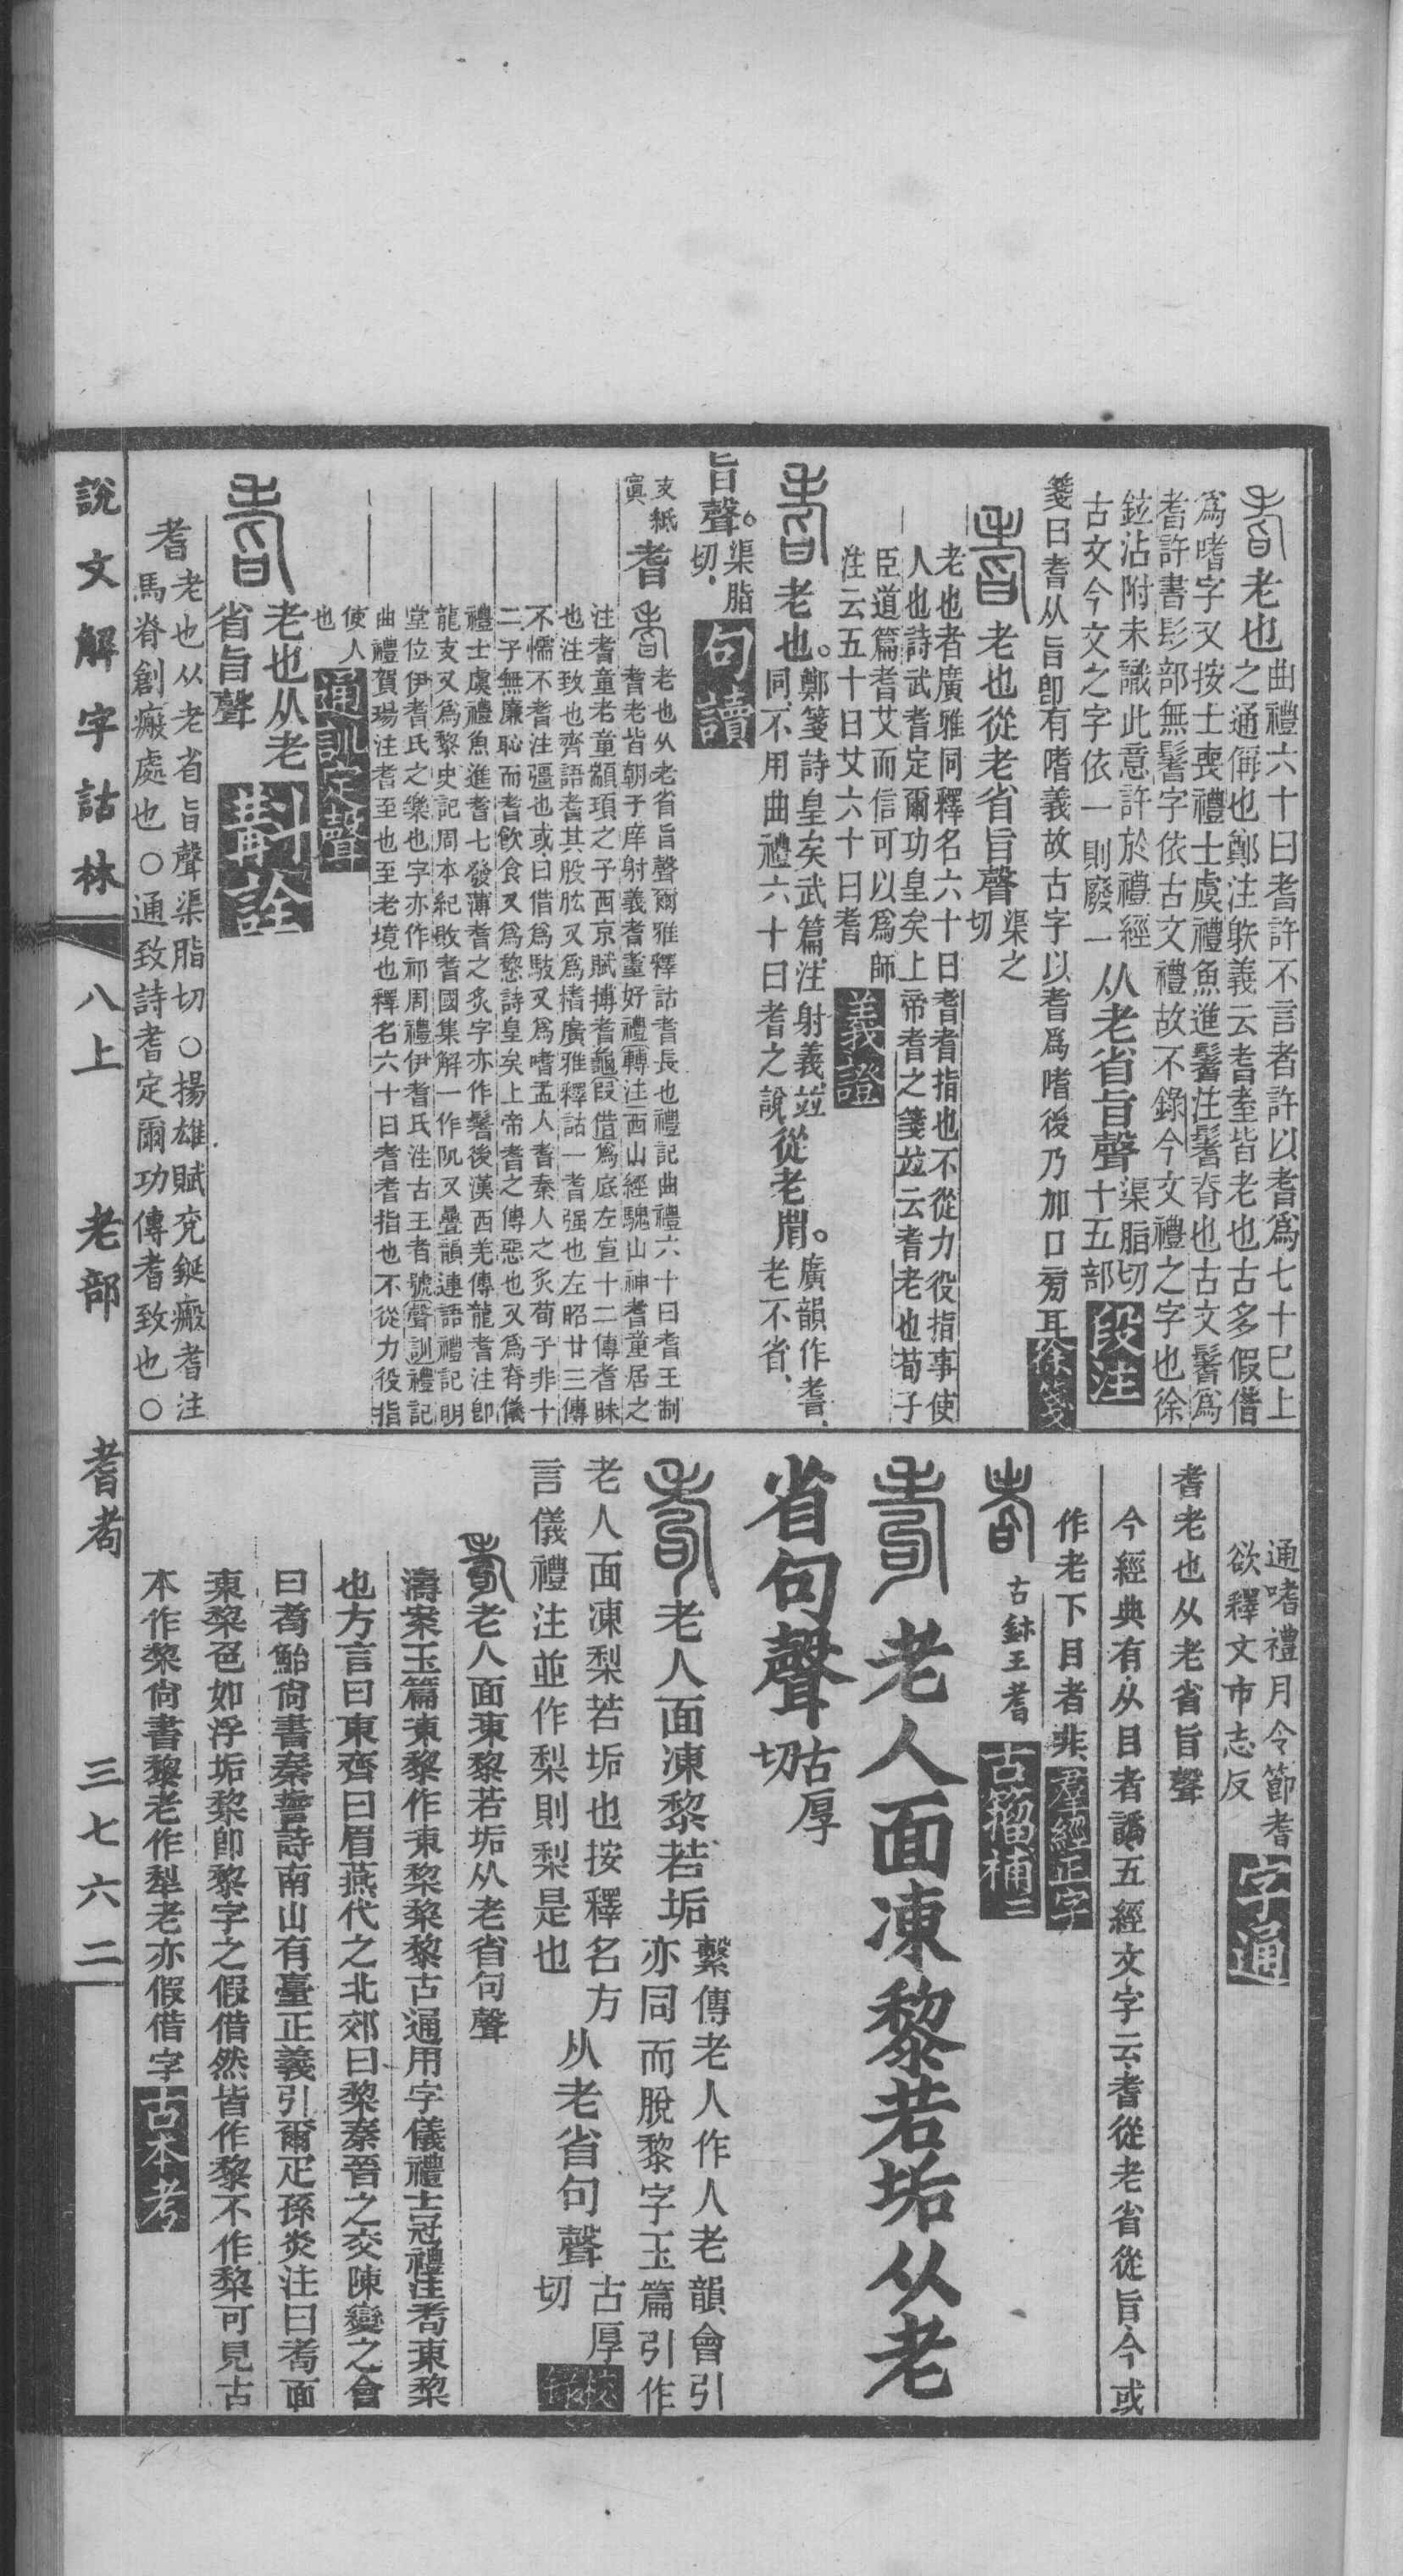 老也
曲禮六十曰耆許不言者許以耆爲七十已上
之通偁也鄭注䠶義云耆耋皆老也古多假借
爲嗜字又按士喪禮士虞禮魚進鬐注鬐脊也古文鬐爲
耆許書髟部無鬐字依古文禮故不錄今文禮之字也徐
鉉沾附未識此意許於禮經
古文今文之字依一則廢一
从老省旨聲
渠脂切
十五部
段注
箋曰耆从旨卽有嗜義故古字以耆爲嗜後乃加口旁耳
徐箋
老也從老省旨聲
渠之
切
老也者廣雅同釋名六十曰耆耆指也不從力役指事使
人也詩武耆定爾功皇矣上帝耆之箋竝云耆老也荀子
臣道篇耆艾而信可以爲師
注云五十曰艾六十曰耆
義證
老也。
鄭箋詩皇矣武篇注射義竝
同不用曲禮六十曰耆之說
從老省。
廣韻作耆、
老不省、
旨聲。
渠脂
切、
句讀
支紙
寘
耆
老也从老省旨聲爾雅釋詁耆長也禮記曲禮六十曰耆王制
耆老皆朝于庠射義耆耋好禮轉注西山經騩山神耆童居之
注耆童老童顓頊之子西京賦搏耆龜叚借爲底左宣十二傳耆昧
也注致也齊語耆其股肱又爲榰廣雅釋詁一耆强也左昭廿三傳
不懦不耆注彊也或曰借爲駴又爲嗜孟人耆秦人之炙荀子非十
二子無廉恥而耆飮食又爲愸詩皇矣上帝耆之傳惡也又爲脊儀
禮士虞禮魚進耆七發薄耆之炙字亦作鬐後漢西羌傳龍耆注卽
龍支又爲黎史記周本紀敗耆國集解一作阢又疊韻連語禮記明
堂位伊耆氏之樂也字亦作祁周禮伊耆氏注古王者號聲訓禮記
曲禮賀瑒注耆至也至老境也釋名六十曰耆耆指也不從力役指
使人
也
通訓定聲
老也从老
省旨聲
斠詮
耆
老也从老省旨聲渠脂切○揚雄賦兗鋋瘢耆注
馬脊創瘢處也○通致詩耆定爾功傳耆致也○
通嗜禮月令節耆
欲釋文市志反
字通
耆老也从老省旨聲
今經典有从目者譌五經文字云耆從老省從旨今或
作老下目者非
羣經正字
古鉩王耆
古籀補二
老人面凍黎若垢从老
省句聲
古厚
切
老人面凍黎若垢
繫傳老人作人老韻會引
亦同而脫黎字玉篇引作
老人面凍梨若垢也按釋名方
言儀禮注並作梨則梨是也
从老省句聲
古厚
切
校錄
老人面凍黎若垢从老省句聲
濤案玉篇凍黎作凍棃棃黎古通用字儀禮士冠禮注耇凍棃
也方言曰東齊曰眉燕代之北郊曰棃秦晉之交陳兗之會
曰耇鮐尙書秦誓詩南山有臺正義引爾疋孫炎注曰耇面
凍棃色如浮垢黎卽棃字之假借然皆作黎不作棃可見古
本作棃尙書黎老作犁老亦假借字
古本考
說文解字詁林
八上
老部
耆耇
三七六二